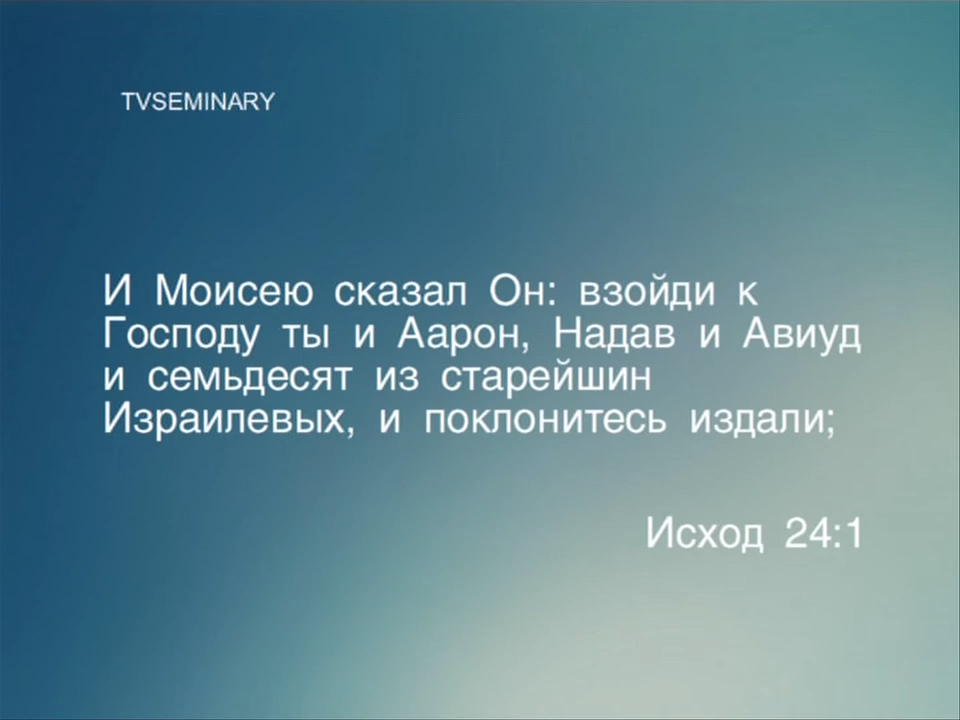 TVSEMINARY
И Моисею сказал Он: взойди к
Господу ты и Аарон, Надав и Авиуд
и семьдесят из старейшин
Израилевых, и поклонитесь издали;
Исход 24:1